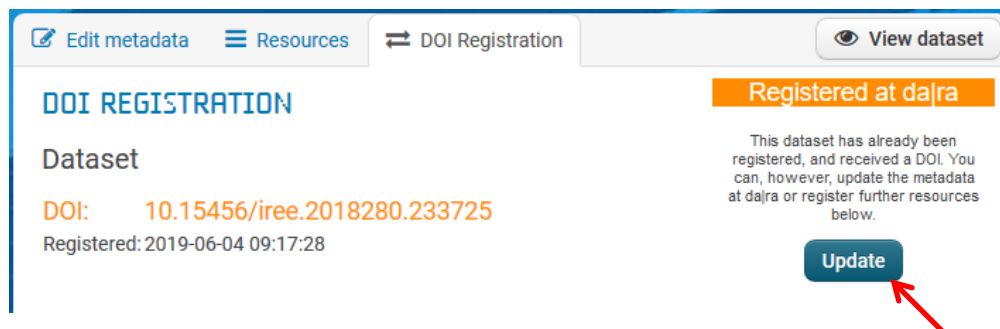 Edit metadata
Resources
DOI Registration
View dataset
DOI REGISTRATION
Dataset
DOI: 10.15456/iree.2018280.233725
Registered: 2019-06-04 09:17:28
Registered at da|ra
This dataset has already been
registered, and received a DOI. You
can, however, update the metadata
at da|ra or register further resources
below.
Update